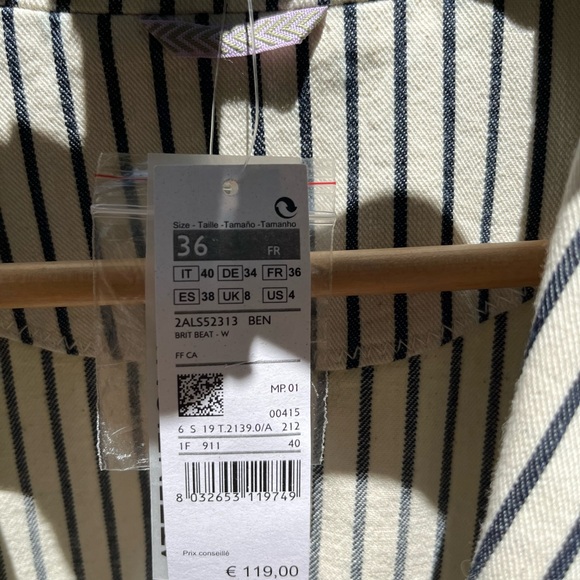 Size - Taille -Tamaño -Tamanho
36 FR
IT 40 DE 34 FR 36
ES 38 UK 8 US 4
2ALS52313 BEN
BRIT BEAT - W
FF CA
MP. 01
00415
6 S 19 T.2139.0/A 212
1F 911 40
8 032653 119749
Prix conseillé
€ 119,00